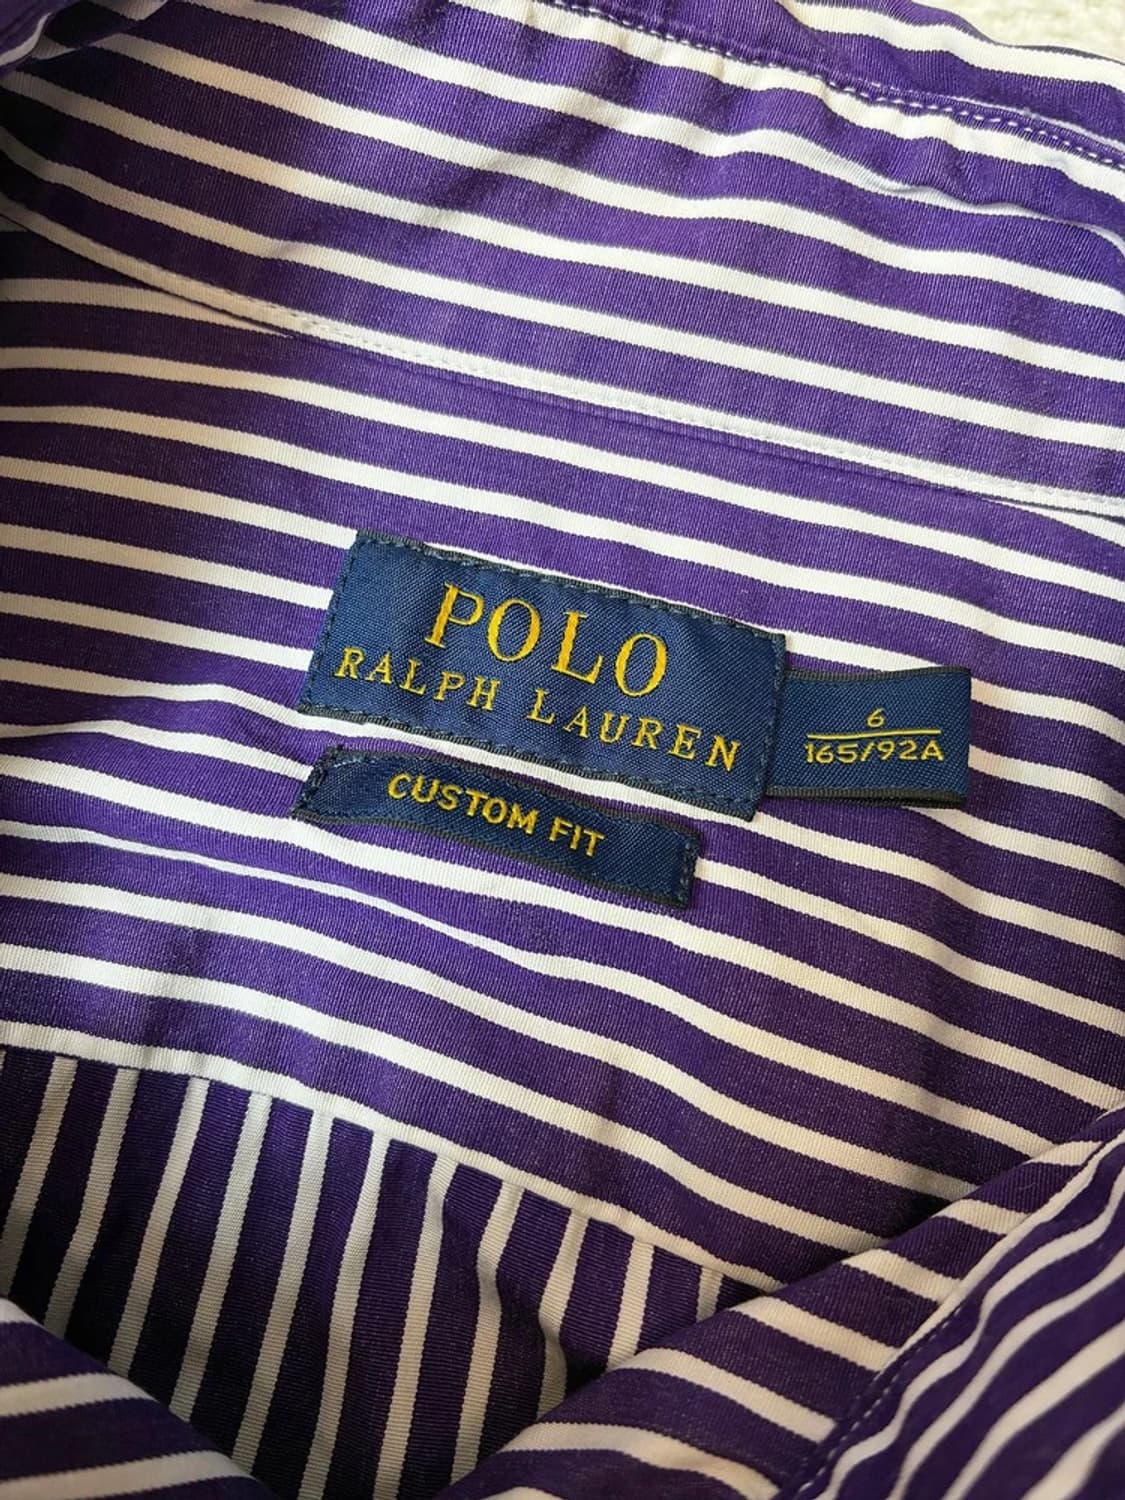 POLO
RALPH LAUREN
6
165/92A
CUSTOM FIT